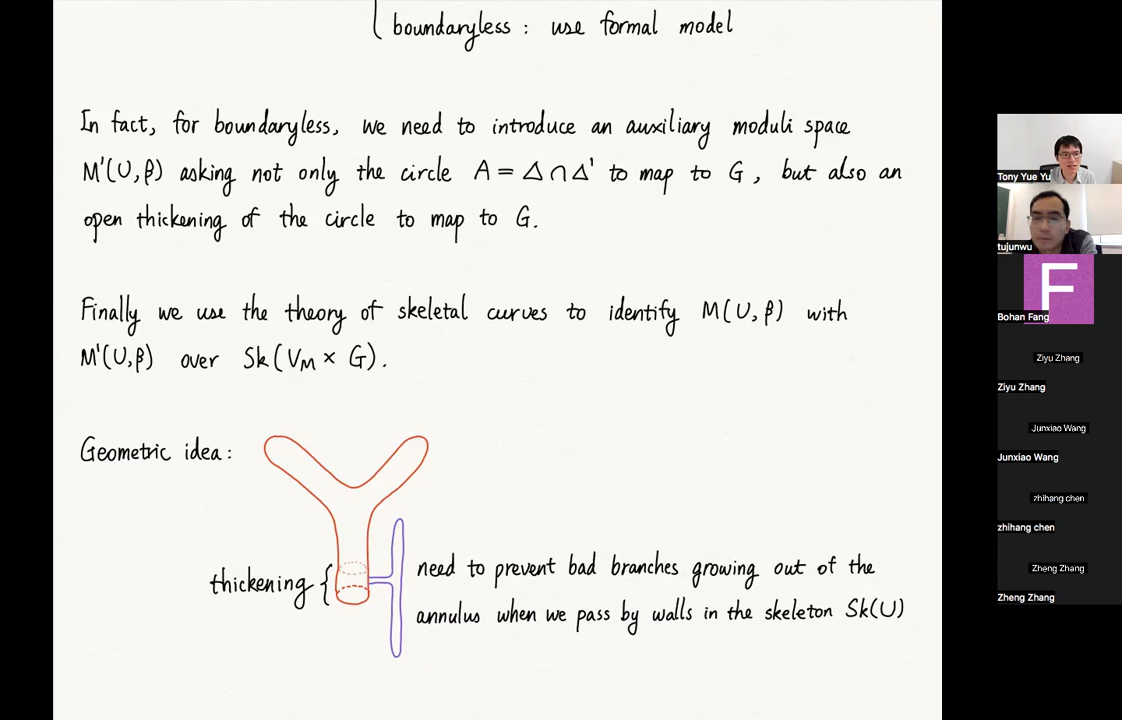 boundaryless : use formal model
In fact, for boundaryless, we need to introduce an auxiliary moduli space
M'(U,β) asking not only the circle A = Δ∩Δ' to map to G, but also an
open thickening of the circle to map to G.
Finally we use the theory of skeletal curves to identify M(U,β) with
M'(U,β) over Sk(V_M × G).
Geometric idea :
thickening
need to prevent bad branches growing out of the
annulus when we pass by walls in the skeleton Sk(U)
Tony Yue Yu
tujunwu
F
Bohan Fang
Ziyu Zhang
Ziyu Zhang
Junxiao Wang
Junxiao Wang
zhihang chen
zhihang chen
Zheng Zhang
Zheng Zhang